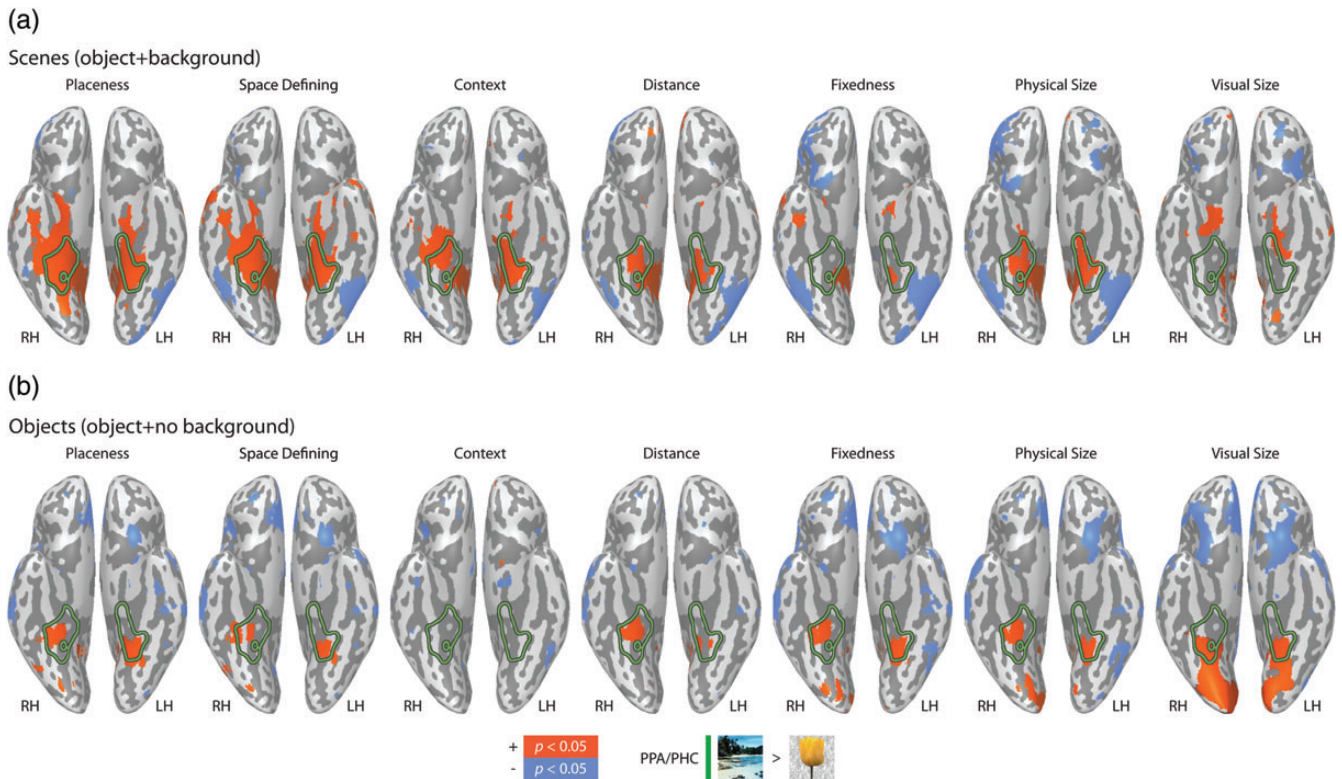 (a)
Scenes (object+background)
Placeness Space Defining Context Distance Fixedness Physical Size Visual Size
RH LH RH LH RH LH RH LH RH LH RH LH RH LH
(b)
Objects (object+no background)
Placeness Space Defining Context Distance Fixedness Physical Size Visual Size
RH LH RH LH RH LH RH LH RH LH RH LH RH LH
+ p < 0.05 PPA/PHC >
- p < 0.05